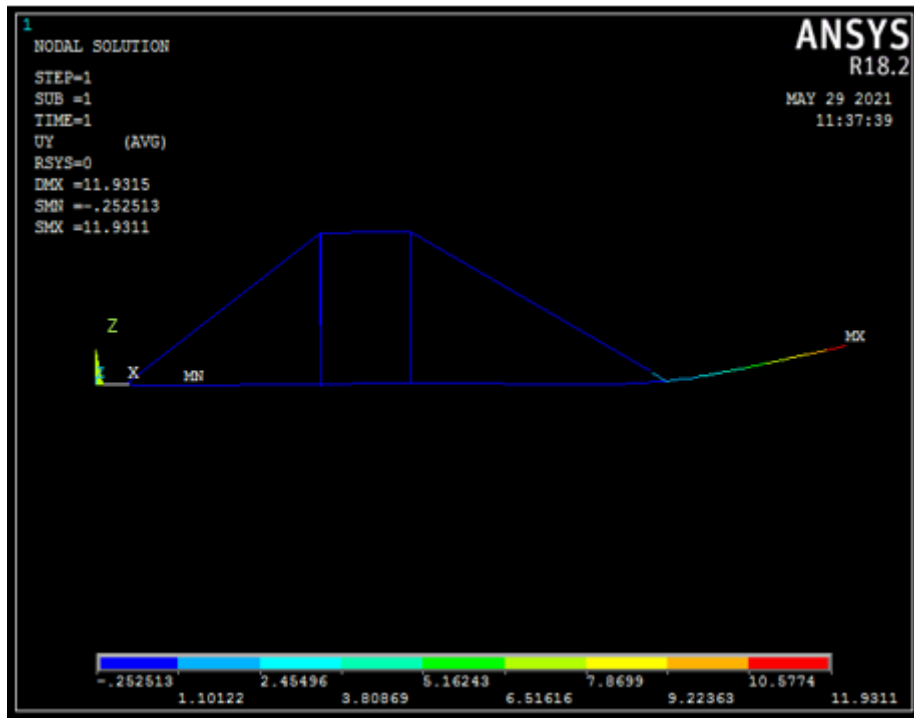 1
NODAL SOLUTION
STEP=1
SUB =1
TIME=1
UY (AVG)
RSYS=0
DMX =11.9315
SMN =-.252513
SMX =11.9311
ANSYS
R18.2
MAY 29 2021
11:37:39
Z
X
MN
MX
-.252513 2.45496 5.16243 7.8699 10.5774
1.10122 3.80869 6.51616 9.22363 11.9311